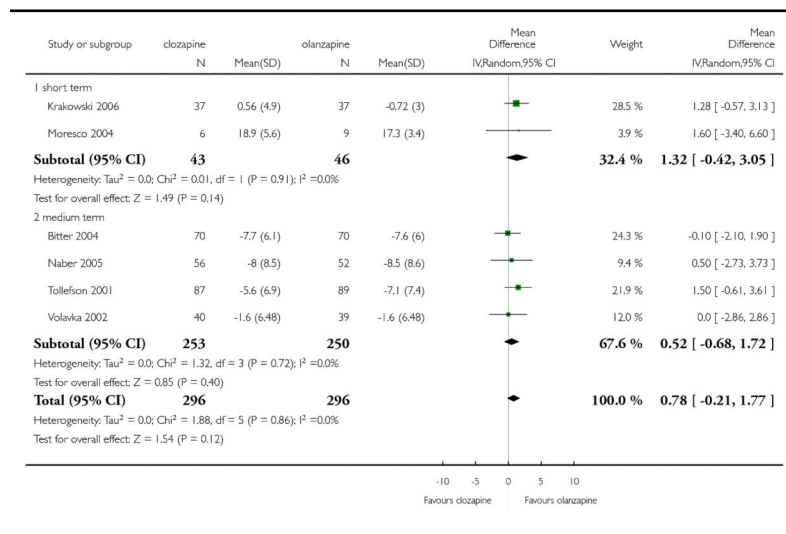 Study or subgroup clozapine olanzapine Mean Difference Weight Mean Difference
N Mean(SD) N Mean(SD) IV,Random,95% CI IV,Random,95% CI
1 short term
Krakowski 2006 37 0.56 (4.9) 37 -0.72 (3) 28.5 % 1.28 [ -0.57, 3.13 ]
Moresco 2004 6 18.9 (5.6) 9 17.3 (3.4) 3.9 % 1.60 [ -3.40, 6.60 ]
Subtotal (95% CI) 43 46 32.4 % 1.32 [ -0.42, 3.05 ]
Heterogeneity: Tau² = 0.0; Chi² = 0.01, df = 1 (P = 0.91); I² =0.0%
Test for overall effect: Z = 1.49 (P = 0.14)
2 medium term
Bitter 2004 70 -7.7 (6.1) 70 -7.6 (6) 24.3 % -0.10 [ -2.10, 1.90 ]
Naber 2005 56 -8 (8.5) 52 -8.5 (8.6) 9.4 % 0.50 [ -2.73, 3.73 ]
Tollefson 2001 87 -5.6 (6.9) 89 -7.1 (7.4) 21.9 % 1.50 [ -0.61, 3.61 ]
Volavka 2002 40 -1.6 (6.48) 39 -1.6 (6.48) 12.0 % 0.0 [ -2.86, 2.86 ]
Subtotal (95% CI) 253 250 67.6 % 0.52 [ -0.68, 1.72 ]
Heterogeneity: Tau² = 0.0; Chi² = 1.32, df = 3 (P = 0.72); I² =0.0%
Test for overall effect: Z = 0.85 (P = 0.40)
Total (95% CI) 296 296 100.0 % 0.78 [ -0.21, 1.77 ]
Heterogeneity: Tau² = 0.0; Chi² = 1.88, df = 5 (P = 0.86); I² =0.0%
Test for overall effect: Z = 1.54 (P = 0.12)
-10 -5 0 5 10
Favours clozapine Favours olanzapine